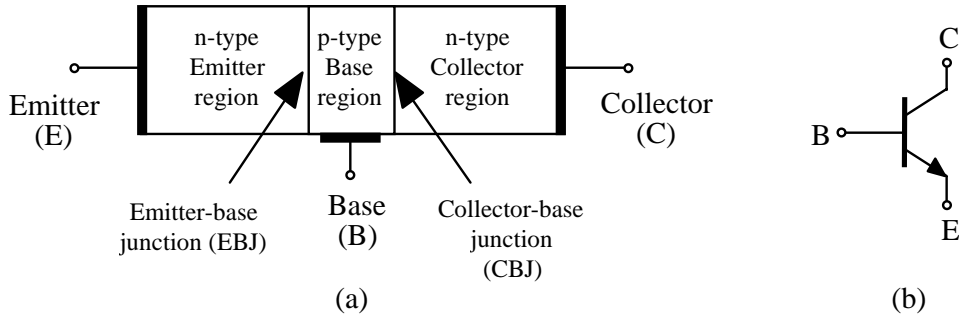 n-type
Emitter
region
p-type
Base
region
n-type
Collector
region
Emitter
(E)
Collector
(C)
Base
(B)
Emitter-base
junction (EBJ)
Collector-base
junction
(CBJ)
(a)
C
B
E
(b)